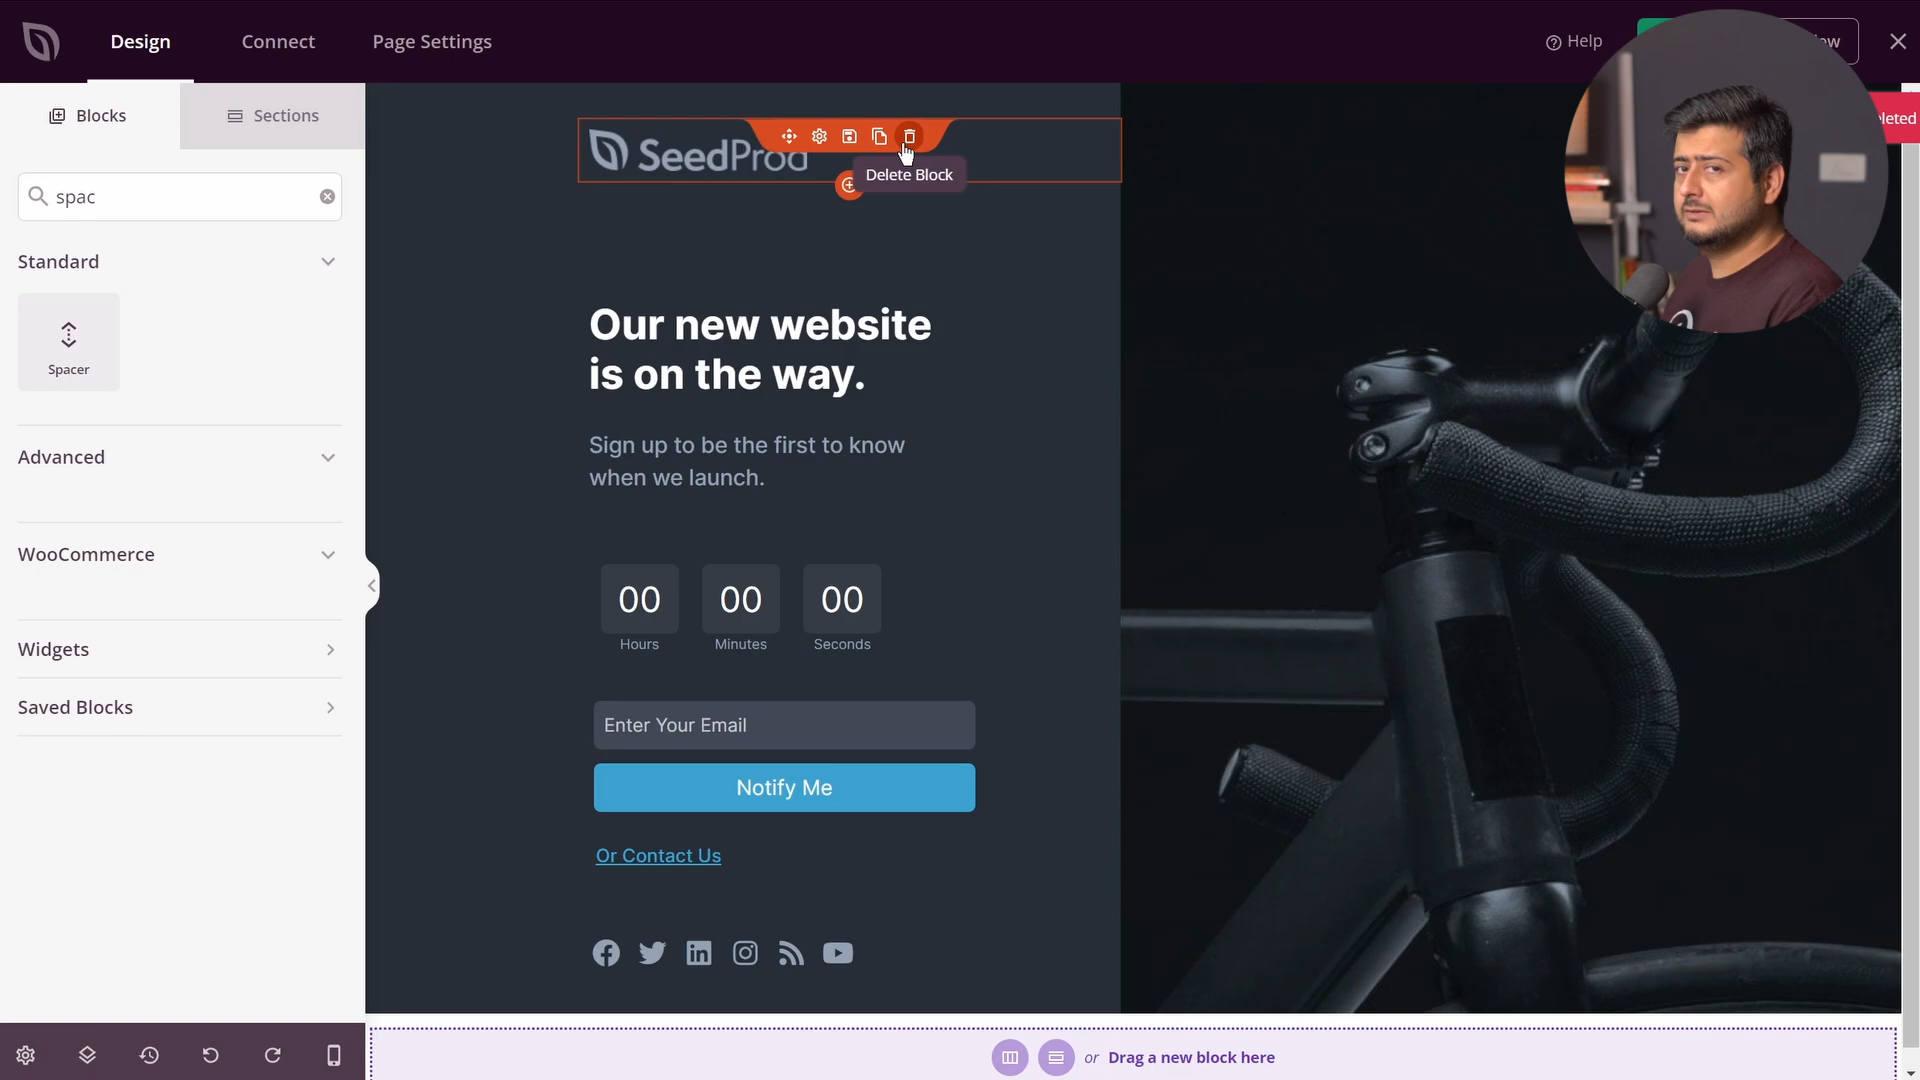 Design
Connect
Page Settings
Help
Blocks
Sections
eleted
SeedProd
Delete Block
spac
Standard
Spacer
Advanced
WooCommerce
Widgets
Saved Blocks
Our new website
is on the way.
Sign up to be the first to know
when we launch.
00 00 00
Hours Minutes Seconds
Enter Your Email
Notify Me
Or Contact Us
or Drag a new block here